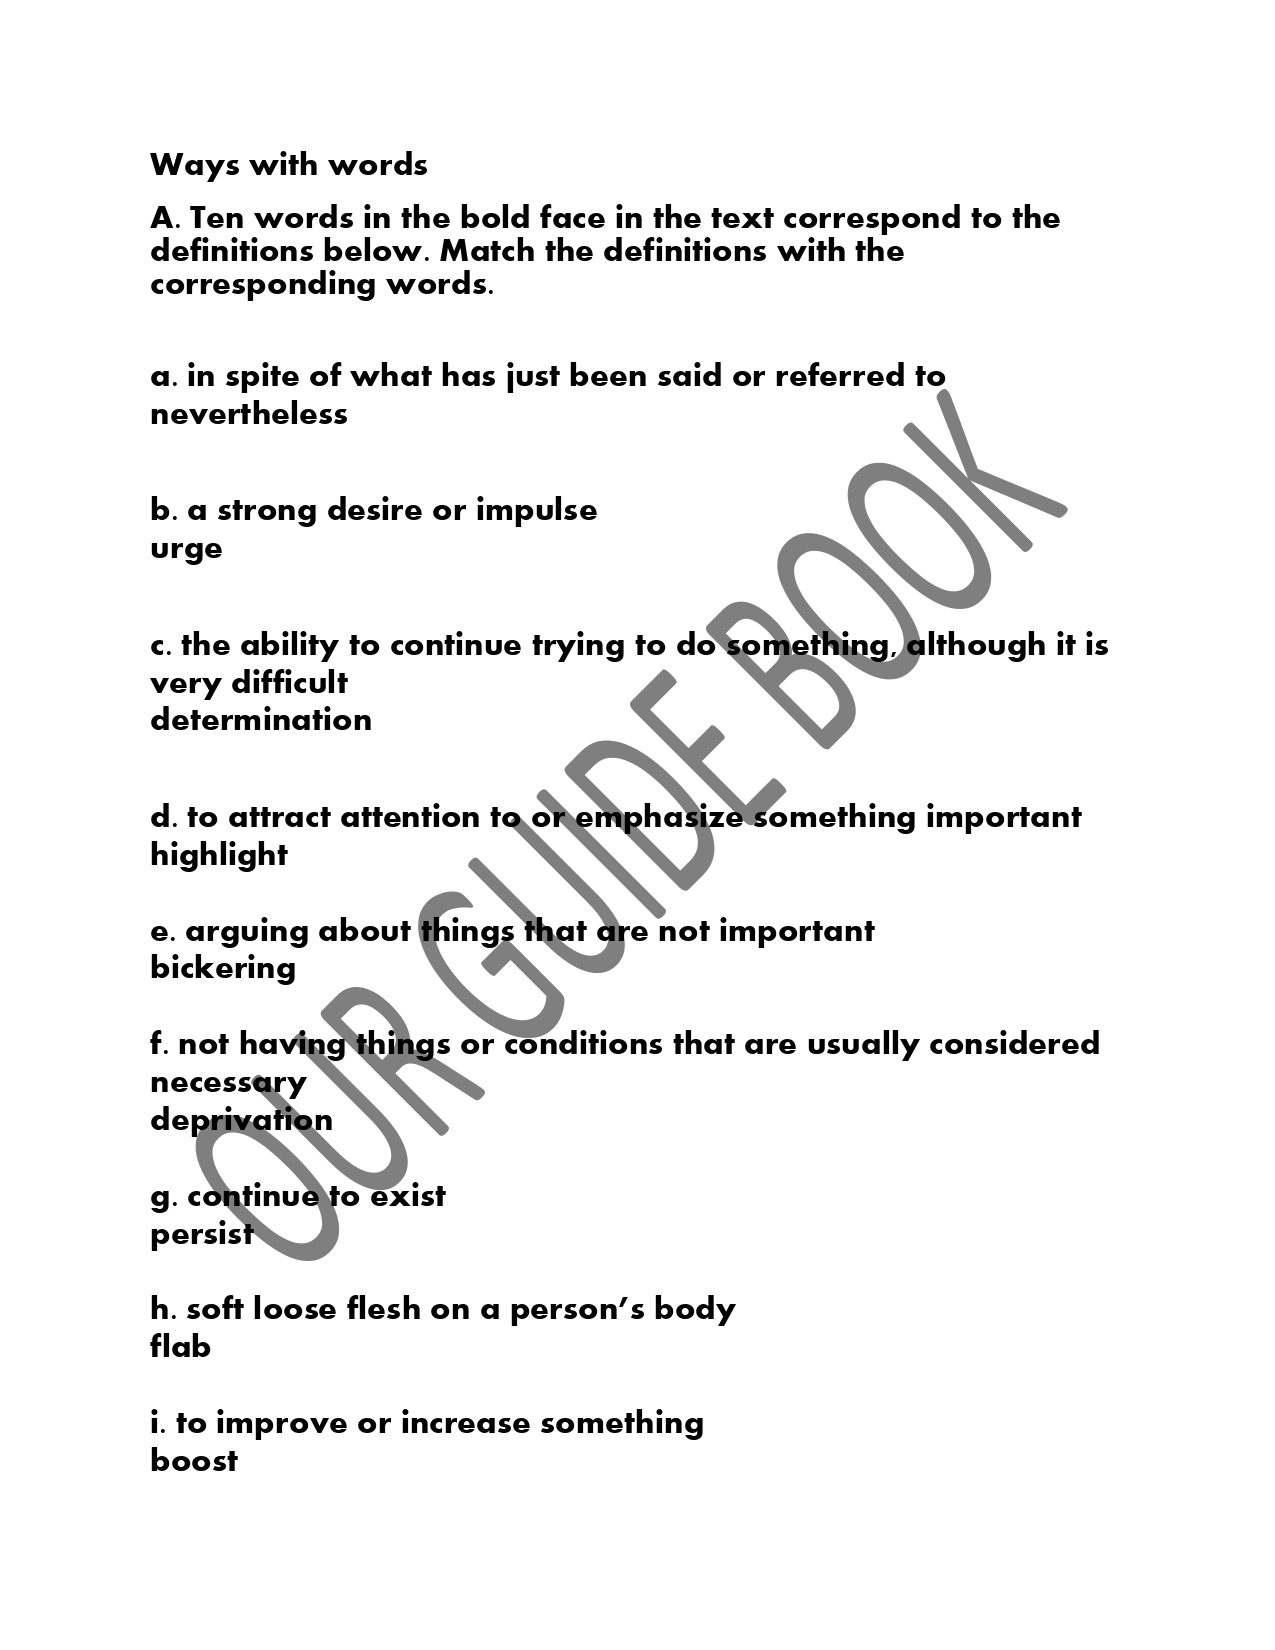 Ways with words
A. Ten words in the bold face in the text correspond to the
definitions below. Match the definitions with the
corresponding words.
a. in spite of what has just been said or referred to
nevertheless
b. a strong desire or impulse
urge
c. the ability to continue trying to do something, although it is
very difficult
determination
d. to attract attention to or emphasize something important
highlight
e. arguing about things that are not important
bickering
f. not having things or conditions that are usually considered
necessary
deprivation
g. continue to exist
persist
h. soft loose flesh on a person’s body
flab
i. to improve or increase something
boost
OUR GUIDE BOOK